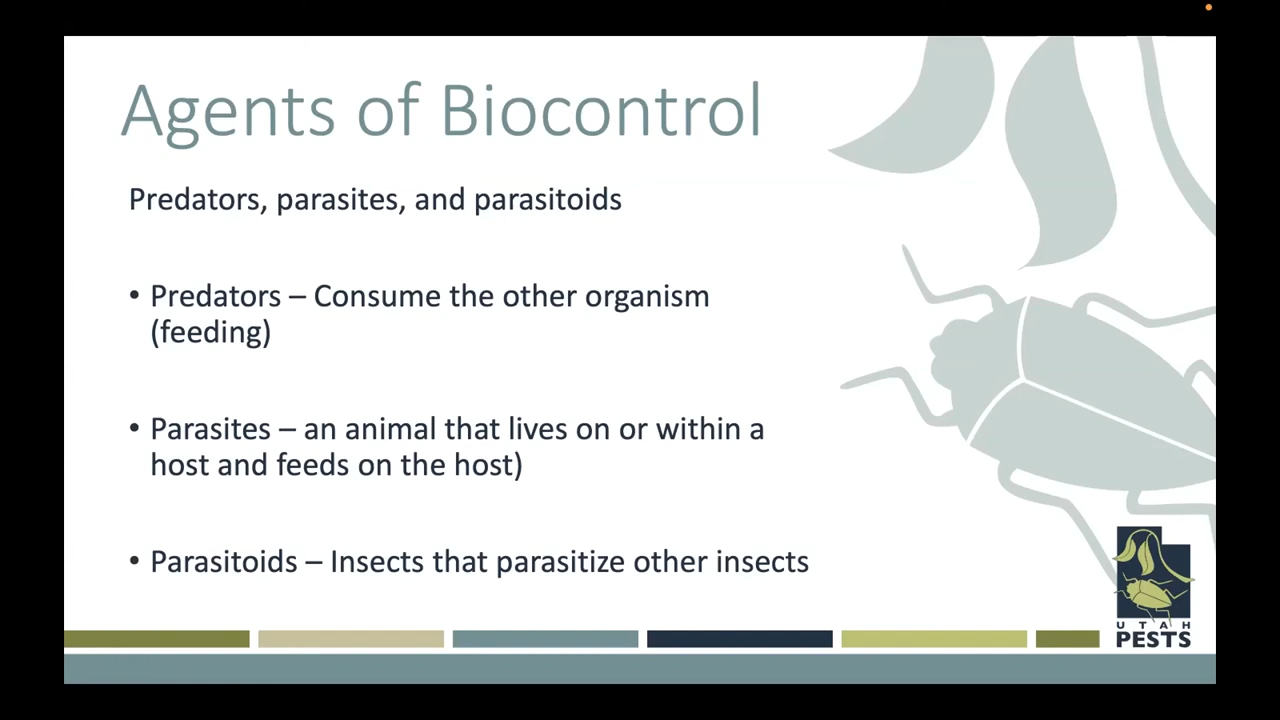 Agents of Biocontrol
Predators, parasites, and parasitoids
• Predators – Consume the other organism
(feeding)
• Parasites – an animal that lives on or within a
host and feeds on the host)
• Parasitoids – Insects that parasitize other insects
UTAH
PESTS